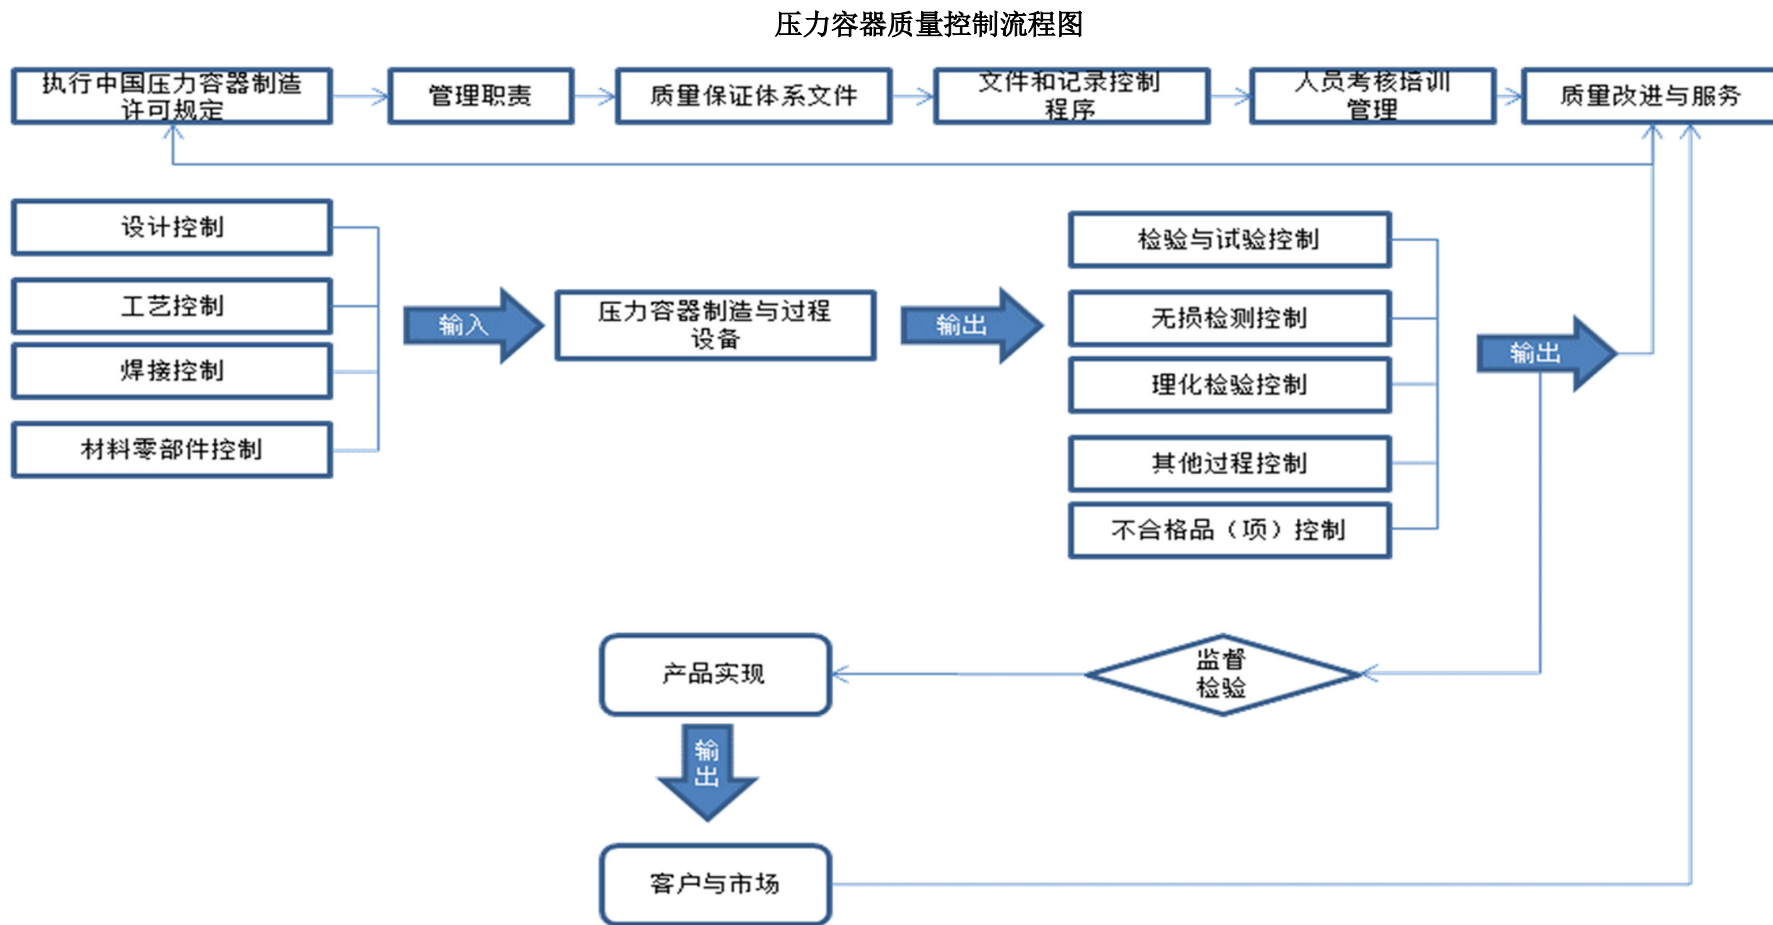 压力容器质量控制流程图
执行中国压力容器制造
许可规定
管理职责
质量保证体系文件
文件和记录控制
程序
人员考核培训
管理
质量改进与服务
设计控制
工艺控制
焊接控制
材料零部件控制
输入
压力容器制造与过程
设备
输出
检验与试验控制
无损检测控制
理化检验控制
其他过程控制
不合格品（项）控制
输出
监督
检验
产品实现
输
出
客户与市场